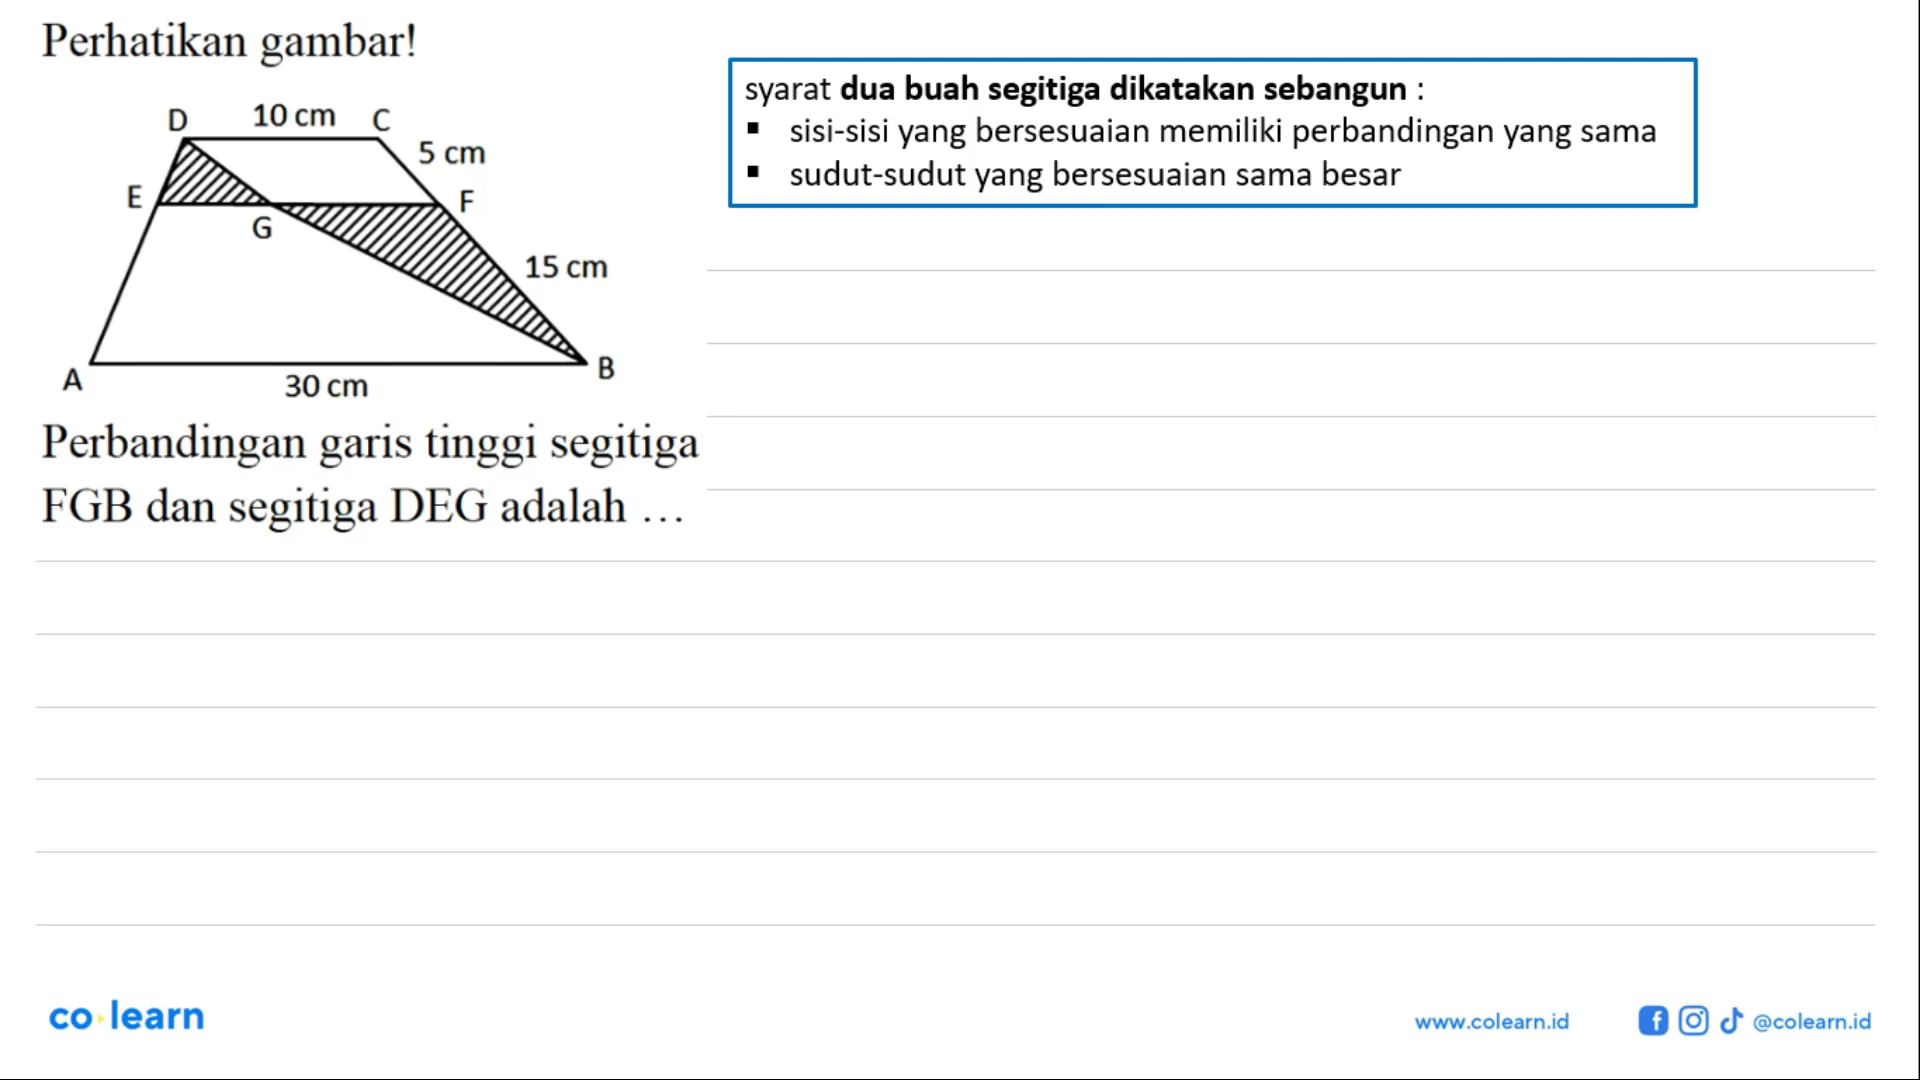 Perhatikan gambar!
D 10 cm C
5 cm
E
F
G
15 cm
A
B
30 cm
Perbandingan garis tinggi segitiga
FGB dan segitiga DEG adalah ...
syarat dua buah segitiga dikatakan sebangun :
▪ sisi-sisi yang bersesuaian memiliki perbandingan yang sama
▪ sudut-sudut yang bersesuaian sama besar
co learn
www.colearn.id
@colearn.id